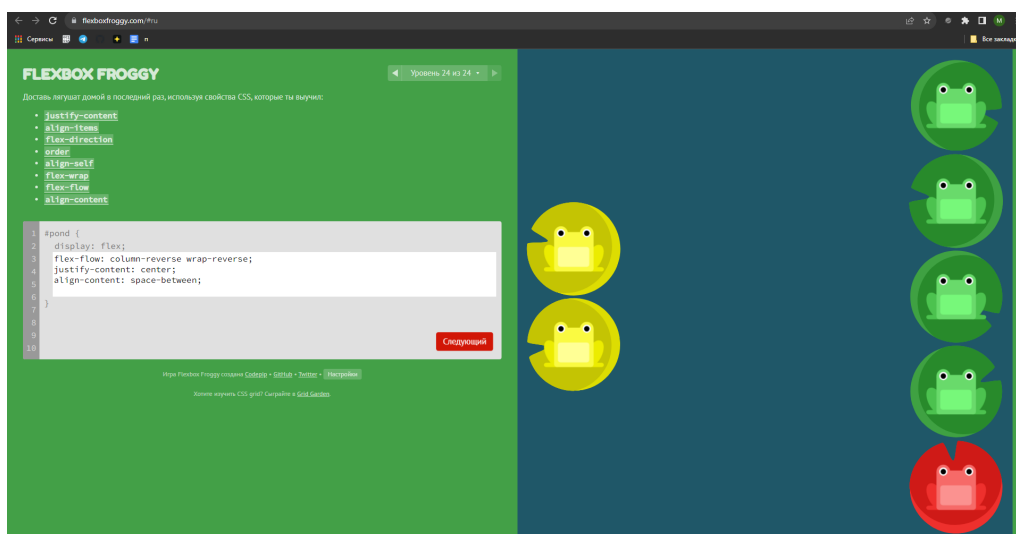 flexboxfroggy.com/#ru
M
Сервисы
n
Все заклад
FLEXBOX FROGGY
Уровень 24 из 24
Доставь лягушат домой в последний раз, используя свойства CSS, которые ты выучил:
justify-content
align-items
flex-direction
order
align-self
flex-wrap
flex-flow
align-content
1 #pond {
2 display: flex;
3 flex-flow: column-reverse wrap-reverse;
4 justify-content: center;
5 align-content: space-between;
6
7 }
8
9
10
Следующий
Игра Flexbox Froggy создана Codepip • GitHub • Twitter • Настройки
Хотите изучить CSS grid? Сыграйте в Grid Garden.